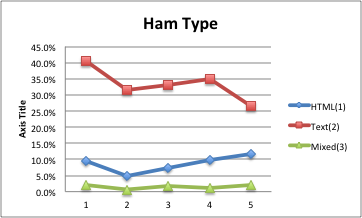 Ham Type
45.0%
40.0%
35.0%
30.0%
25.0%
20.0%
15.0%
10.0%
5.0%
0.0%
Axis Title
1 2 3 4 5
HTML(1)
Text(2)
Mixed(3)